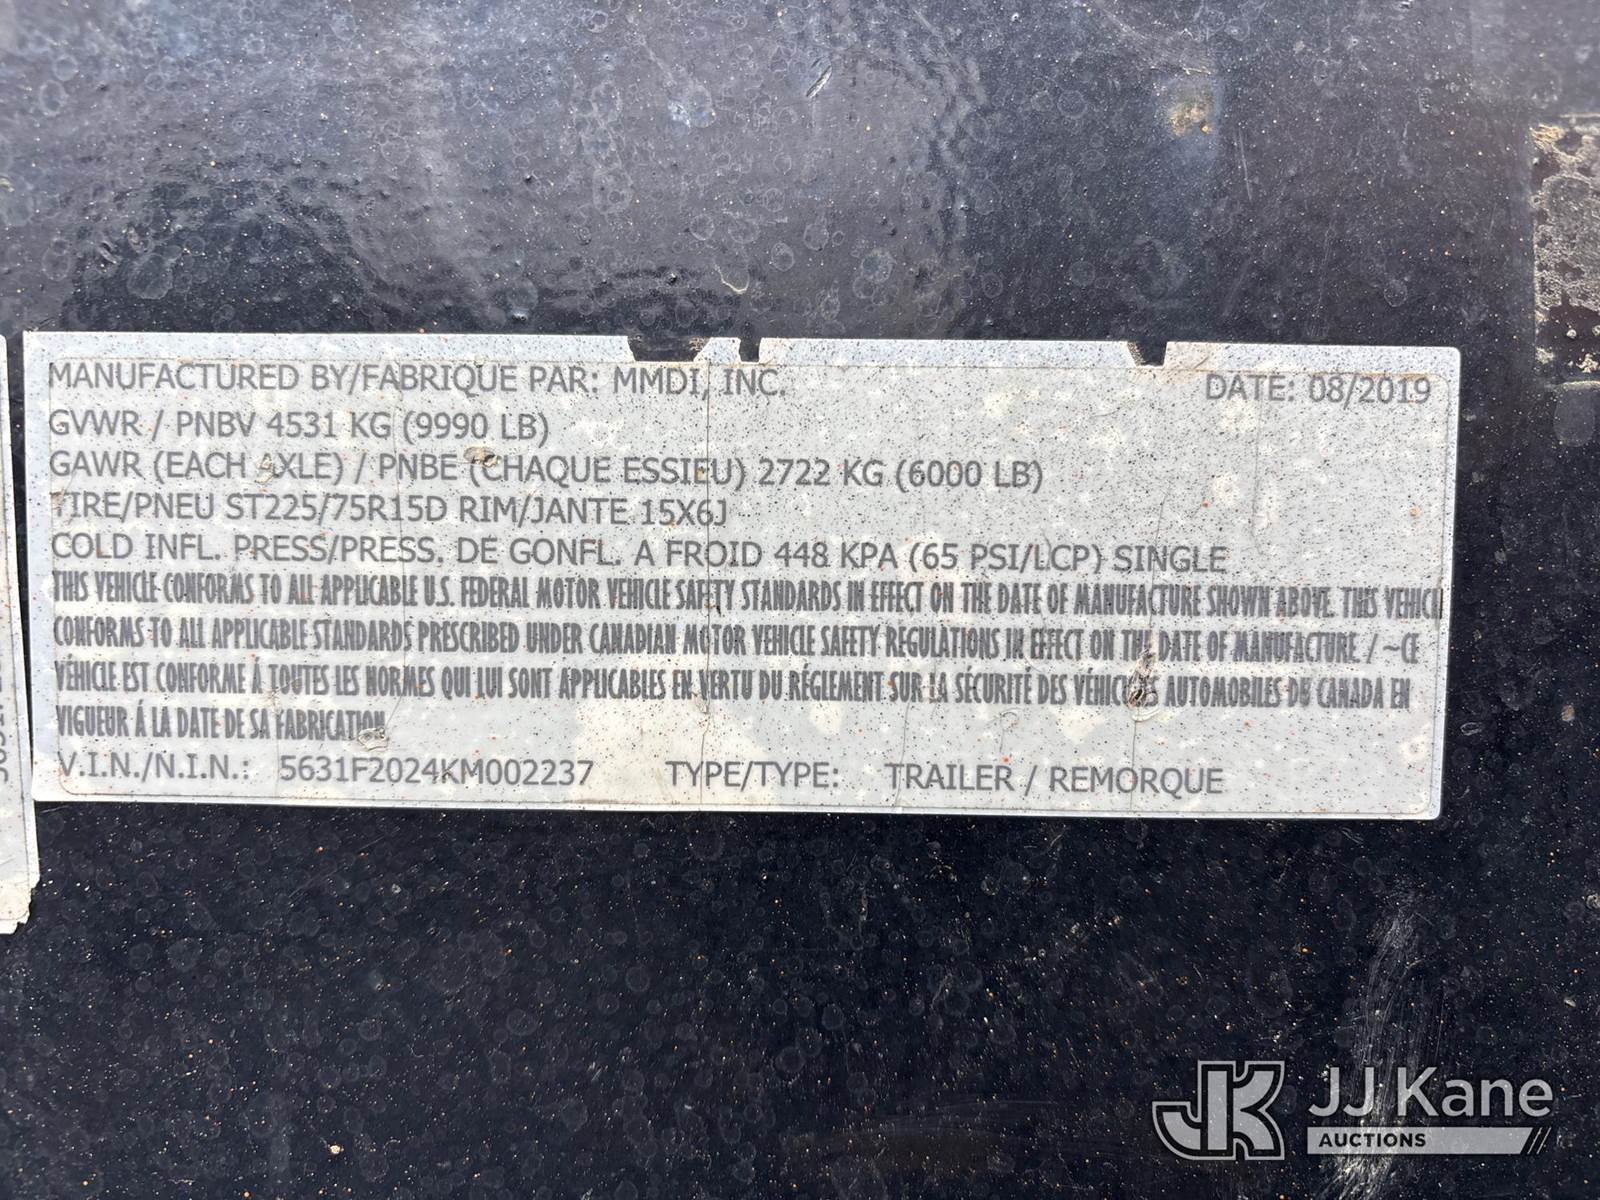 MANUFACTURED BY/FABRIQUE PAR: MMDI, INC. DATE: 08/2019
GVWR / PNBV 4531 KG (9990 LB)
GAWR (EACH AXLE) / PNBE (CHAQUE ESSIEU) 2722 KG (6000 LB)
TIRE/PNEU ST225/75R15D RIM/JANTE 15X6J
COLD INFL. PRESS/PRESS. DE GONFL. A FROID 448 KPA (65 PSI/LCP) SINGLE
THIS VEHICLE CONFORMS TO ALL APPLICABLE U.S. FEDERAL MOTOR VEHICLE SAFETY STANDARDS IN EFFECT ON THE DATE OF MANUFACTURE SHOWN ABOVE. THIS VEHICL
CONFORMS TO ALL APPLICABLE STANDARDS PRESCRIBED UNDER CANADIAN MOTOR VEHICLE SAFETY REGULATIONS IN EFFECT ON THE DATE OF MANUFACTURE. / ~CE
VÉHICLE EST CONFORME Á TOUTES LES NORMES QUI LUI SONT APPLICABLES EN VERTU DU RÉGLEMENT SUR LA SÉCURITÉ DES VÉHICULES AUTOMOBILES DU CANADA EN
VIGUEUR Á LA DATE DE SA FABRICATION.
V.I.N./N.I.N.: 5631F2024KM002237 TYPE/TYPE: TRAILER / REMORQUE
JK JJ Kane
AUCTIONS